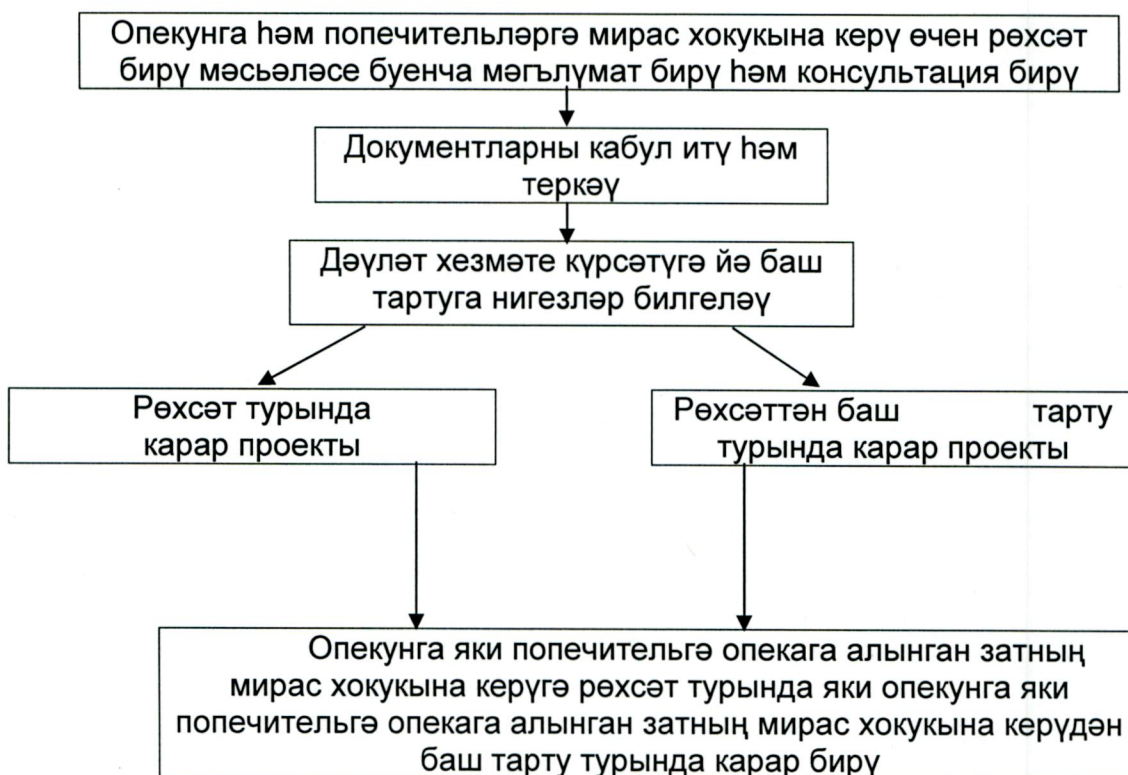 Опекунга һәм попечительләргә мирас хокукына керү өчен рөхсәт
бирү мәсьәләсе буенча мәгълүмат бирү һәм консультация бирү
Документларны кабул итү һәм
теркәү
Дәүләт хезмәте күрсәтүгә йә баш
тартуга нигезләр билгеләү
Рөхсәт турында
карар проекты
Рөхсәттән баш тарту
турында карар проекты
Опекунга яки попечительгә опекага алынган затның
мирас хокукына керүгә рөхсәт турында яки опекунга яки
попечительгә опекага алынган затның мирас хокукына керүдән
баш тарту турында карар бирү